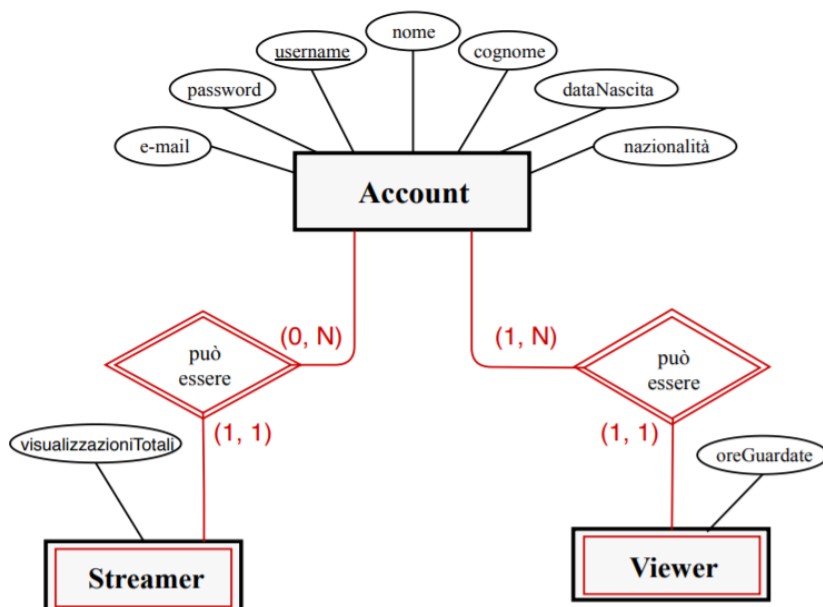 nome
username
cognome
password
dataNascita
e-mail
nazionalità
Account
(0, N)
(1, N)
può
essere
può
essere
(1, 1)
(1, 1)
visualizzazioniTotali
oreGuardate
Streamer
Viewer